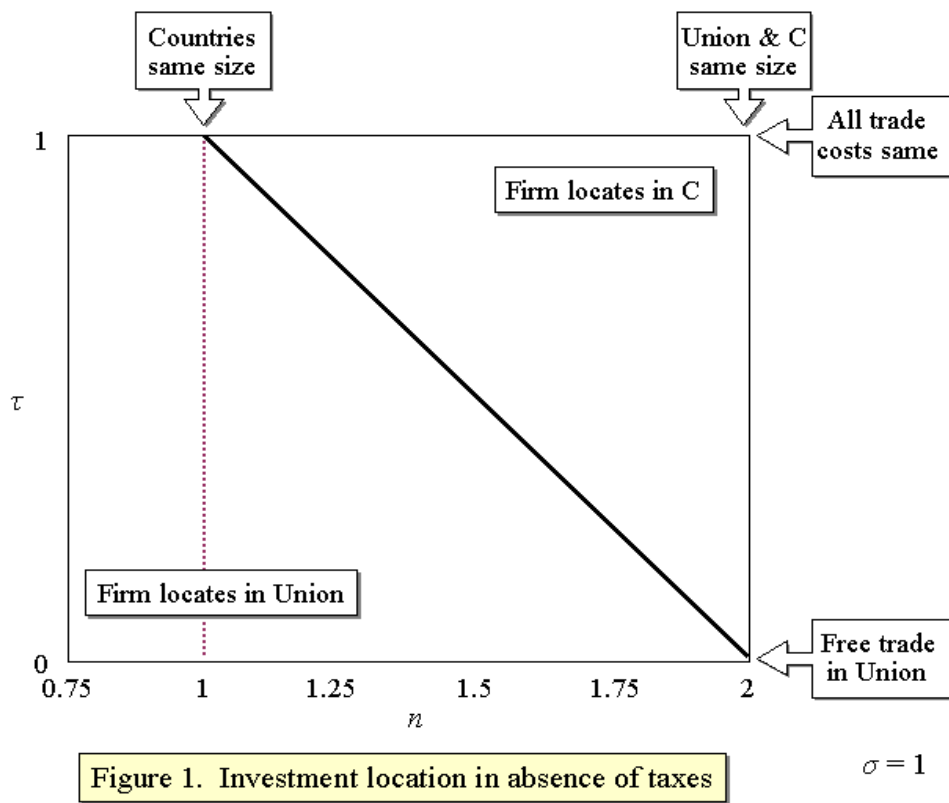 Countries
same size
Union & C
same size
All trade
costs same
1
Firm locates in C
τ
Firm locates in Union
Free trade
in Union
0
0.75
1
1.25
1.5
1.75
2
n
Figure 1. Investment location in absence of taxes
σ = 1